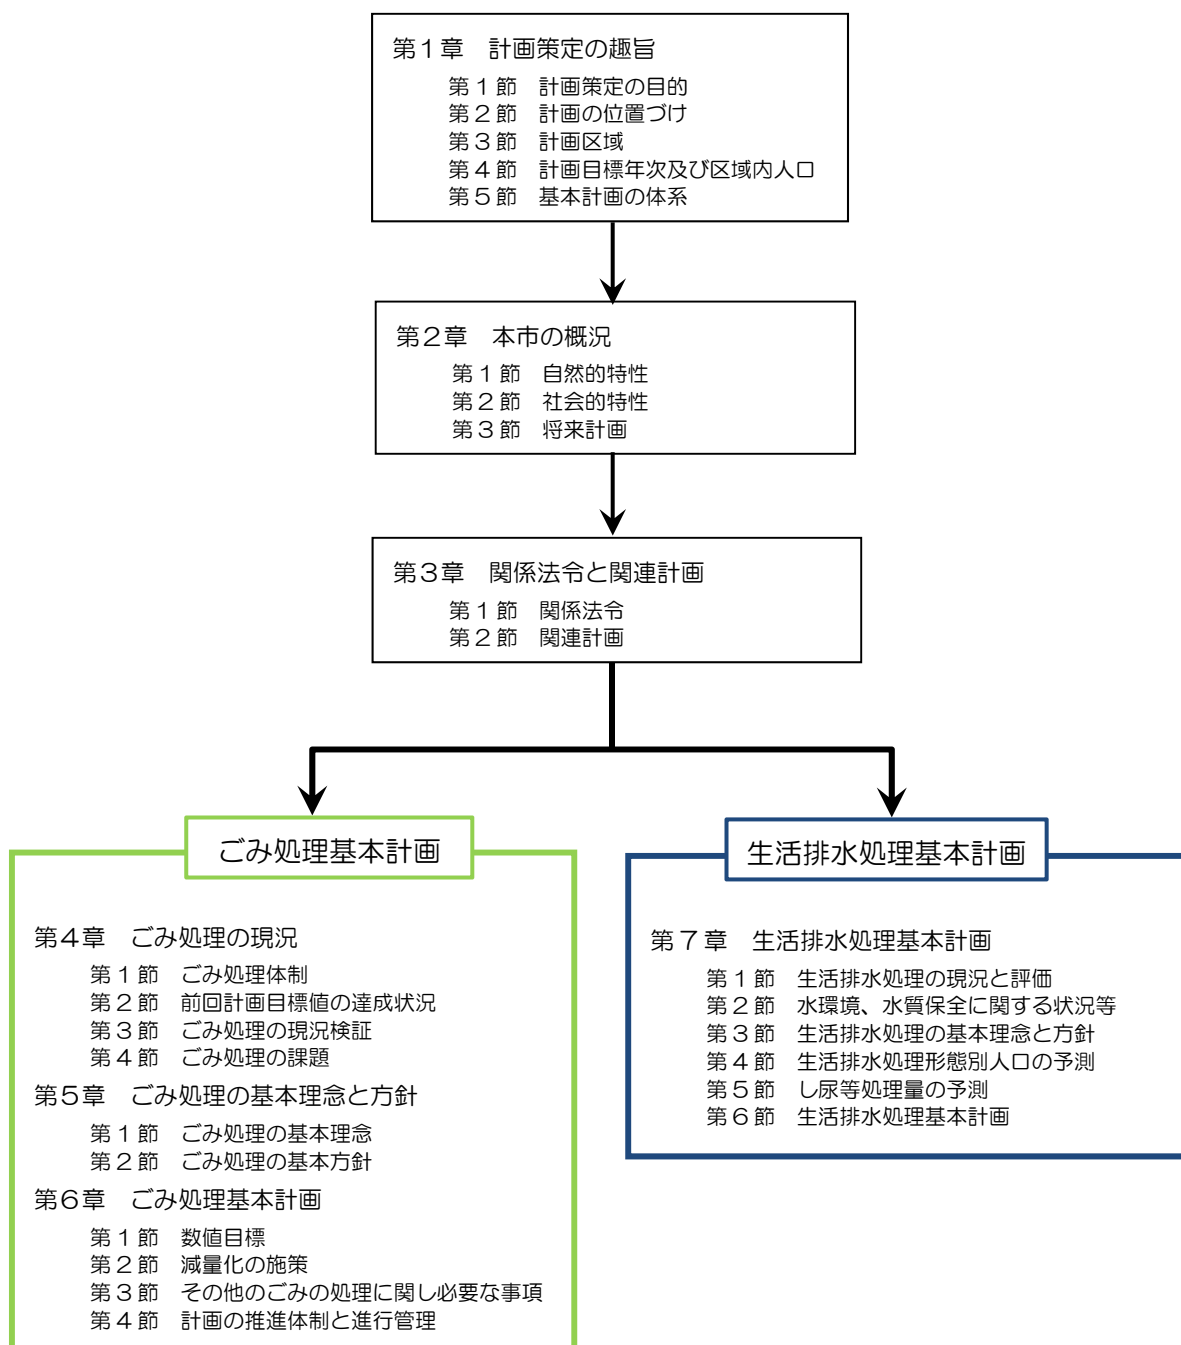 第１章　計画策定の趣旨
第１節　計画策定の目的
第２節　計画の位置づけ
第３節　計画区域
第４節　計画目標年次及び区域内人口
第５節　基本計画の体系
第２章　本市の概況
第１節　自然的特性
第２節　社会的特性
第３節　将来計画
第３章　関係法令と関連計画
第１節　関係法令
第２節　関連計画
ごみ処理基本計画
第４章　ごみ処理の現況
第１節　ごみ処理体制
第２節　前回計画目標値の達成状況
第３節　ごみ処理の現況検証
第４節　ごみ処理の課題
第５章　ごみ処理の基本理念と方針
第１節　ごみ処理の基本理念
第２節　ごみ処理の基本方針
第６章　ごみ処理基本計画
第１節　数値目標
第２節　減量化の施策
第３節　その他のごみの処理に関し必要な事項
第４節　計画の推進体制と進行管理
生活排水処理基本計画
第７章　生活排水処理基本計画
第１節　生活排水処理の現況と評価
第２節　水環境、水質保全に関する状況等
第３節　生活排水処理の基本理念と方針
第４節　生活排水処理形態別人口の予測
第５節　し尿等処理量の予測
第６節　生活排水処理基本計画